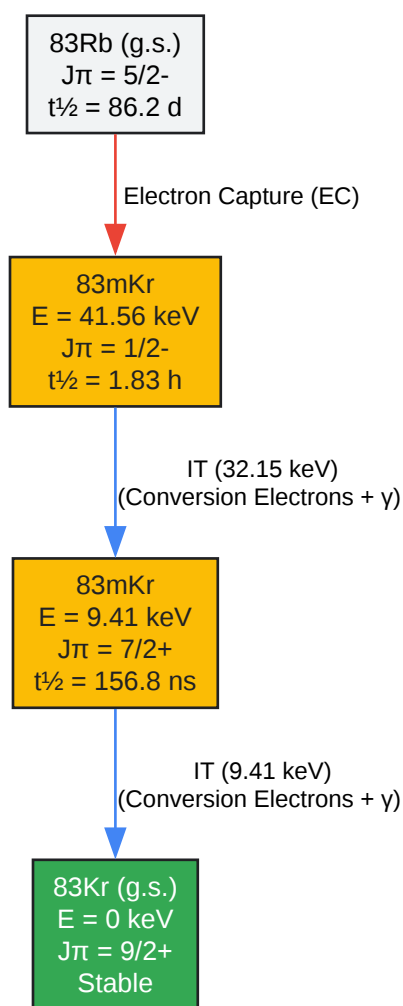 83Rb (g.s.)
Jπ = 5/2-
t½ = 86.2 d
Electron Capture (EC)
83mKr
E = 41.56 keV
Jπ = 1/2-
t½ = 1.83 h
IT (32.15 keV)
(Conversion Electrons + γ)
83mKr
E = 9.41 keV
Jπ = 7/2+
t½ = 156.8 ns
IT (9.41 keV)
(Conversion Electrons + γ)
83Kr (g.s.)
E = 0 keV
Jπ = 9/2+
Stable